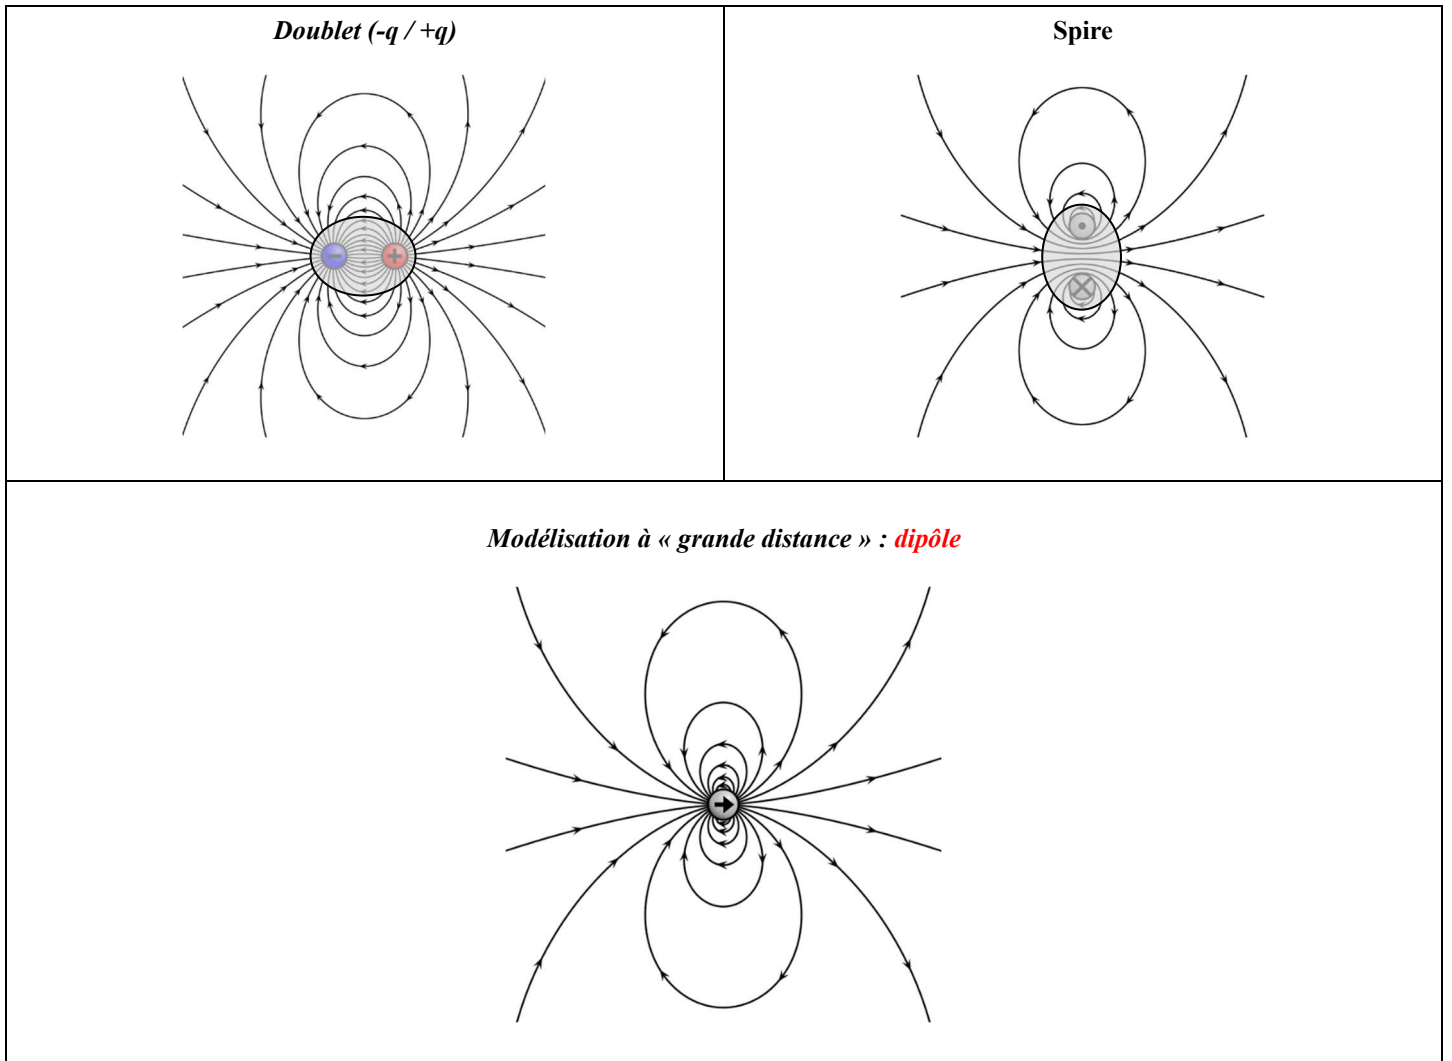 Doublet (-q / +q)
Spire
− +
Modélisation à « grande distance » : dipôle